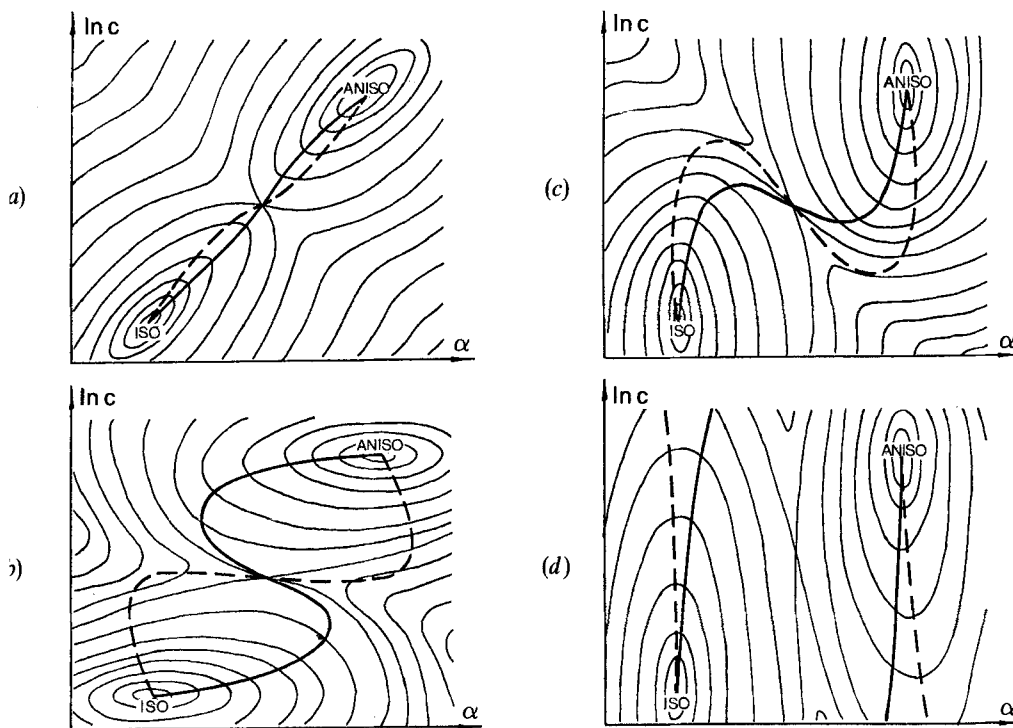 ln c
ANISO
ISO
α
a)
ln c
ANISO
ISO
α
(c)
ln c
ANISO
ISO
α
b)
ln c
ANISO
ISO
α
(d)